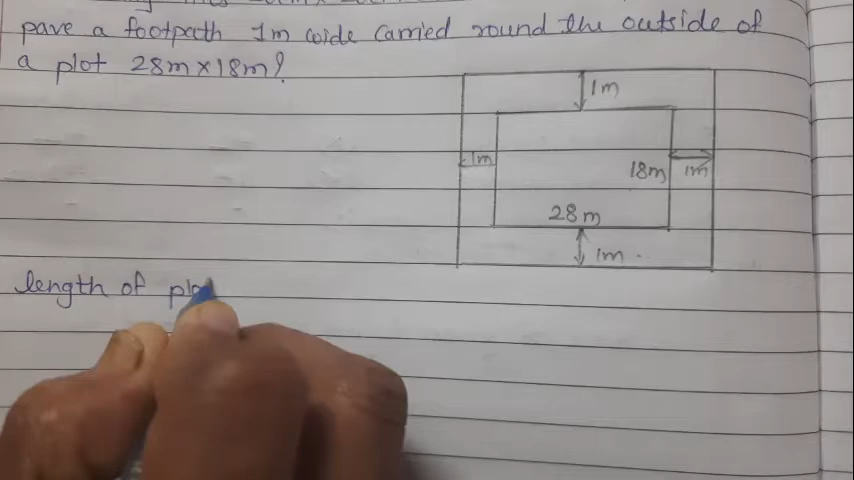 pave a footpath 1m wide carried round the outside of
a plot 28m x 18m?
1m
1m
18m
1m
28m
1m
length of plo